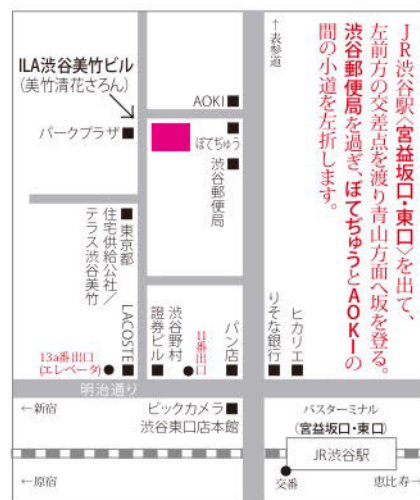 JR渋谷駅〈宮益坂口・東口〉を出て、
左前方の交差点を渡り青山方面へ坂を登る。
渋谷郵便局を過ぎ、ぼてぢゅうとAOKIの
間の小道を左折します。
↑表参道
ILA渋谷美竹ビル
(美竹清花さろん)
AOKI■
パークプラザ■
■ぼてぢゅう
■渋谷郵便局
■東京都
住宅供給公社/
テラス渋谷美竹
LACOSTE■
渋谷野村
證券ビル■
11番出口●
パン店■
りそな銀行■
ヒカリエ■
13a番出口●
(エレベータ)
明治通り
←新宿
ビックカメラ■
渋谷東口店本館
バスターミナル
(宮益坂口・東口)
JR渋谷駅
←原宿
交番
恵比寿→